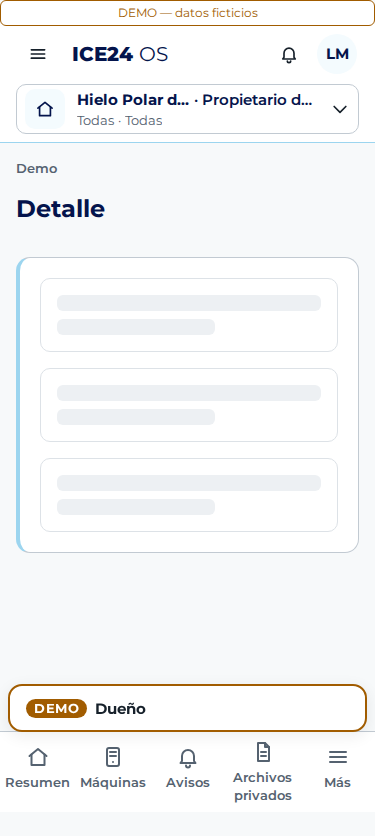 DEMO — datos ficticios
ICE24 OS
LM
Hielo Polar d... · Propietario d...
Todas · Todas
Demo
Detalle
DEMO Dueño
Resumen
Máquinas
Avisos
Archivos
privados
Más